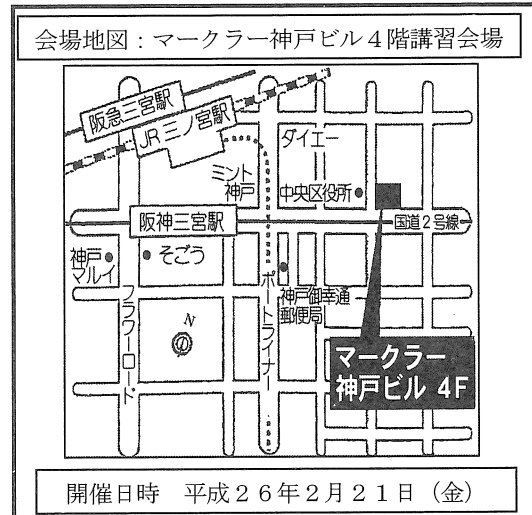 会場地図：マークラー神戸ビル４階講習会場
阪急三宮駅
JR三ノ宮駅
ダイエー
ミント
神戸
中央区役所
阪神三宮駅
国道2号線
神戸
マルイ
そごう
神戸御幸通
郵便局
フラワーロード
ポートライナー
N
マークラー
神戸ビル 4F
開催日時　平成２６年２月２１日（金）